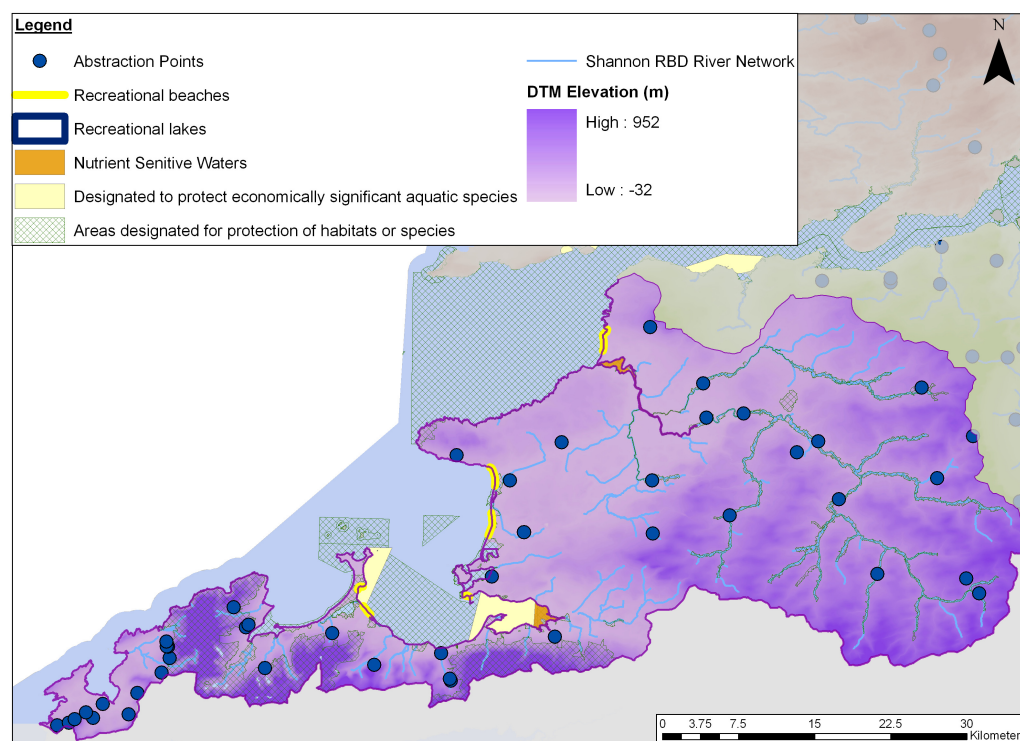 Legend
Abstraction Points
Recreational beaches
Recreational lakes
Nutrient Senitive Waters
Designated to protect economically significant aquatic species
Areas designated for protection of habitats or species
Shannon RBD River Network
DTM Elevation (m)
High : 952
Low : -32
N
0 3.75 7.5 15 22.5 30
Kilometer